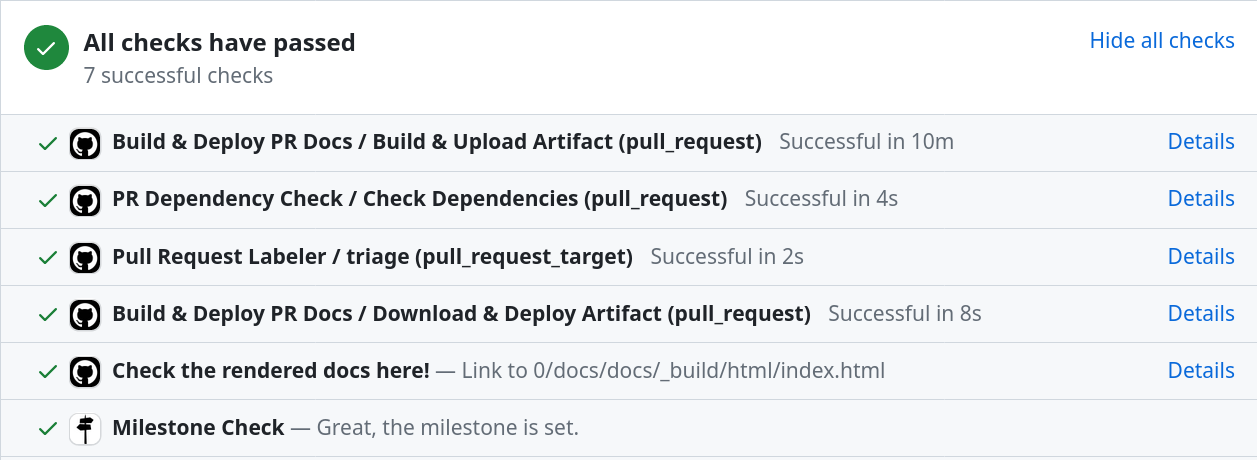 All checks have passed
Hide all checks
7 successful checks
Build & Deploy PR Docs / Build & Upload Artifact (pull_request) Successful in 10m Details
PR Dependency Check / Check Dependencies (pull_request) Successful in 4s Details
Pull Request Labeler / triage (pull_request_target) Successful in 2s Details
Build & Deploy PR Docs / Download & Deploy Artifact (pull_request) Successful in 8s Details
Check the rendered docs here! — Link to 0/docs/docs/_build/html/index.html Details
Milestone Check — Great, the milestone is set.